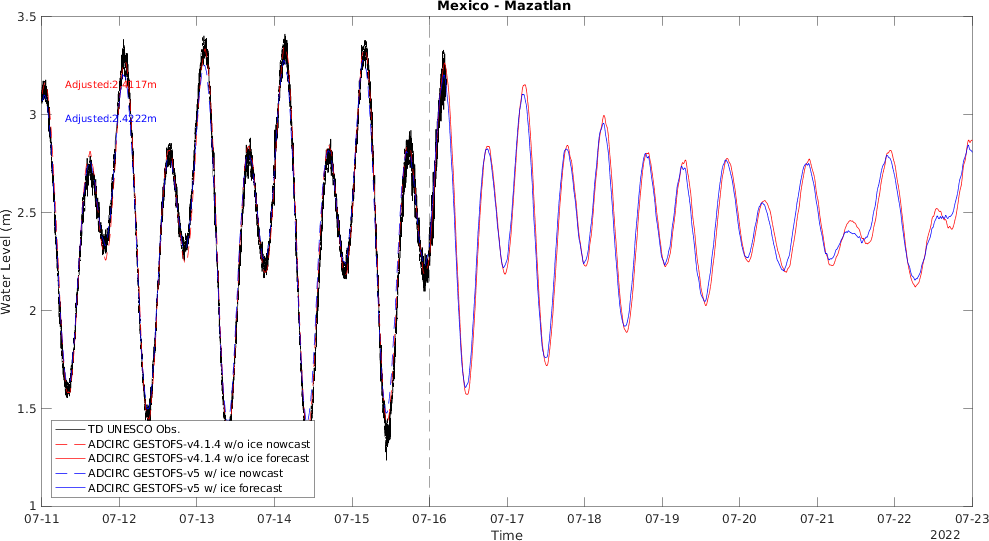 Mexico - Mazatlan
3.5
3
2.5
2
1.5
1
Water Level (m)
Adjusted:2.4117m
Adjusted:2.4222m
TD UNESCO Obs.
ADCIRC GESTOFS-v4.1.4 w/o ice nowcast
ADCIRC GESTOFS-v4.1.4 w/o ice forecast
ADCIRC GESTOFS-v5 w/ ice nowcast
ADCIRC GESTOFS-v5 w/ ice forecast
07-11 07-12 07-13 07-14 07-15 07-16 07-17 07-18 07-19 07-20 07-21 07-22 07-23
Time
2022